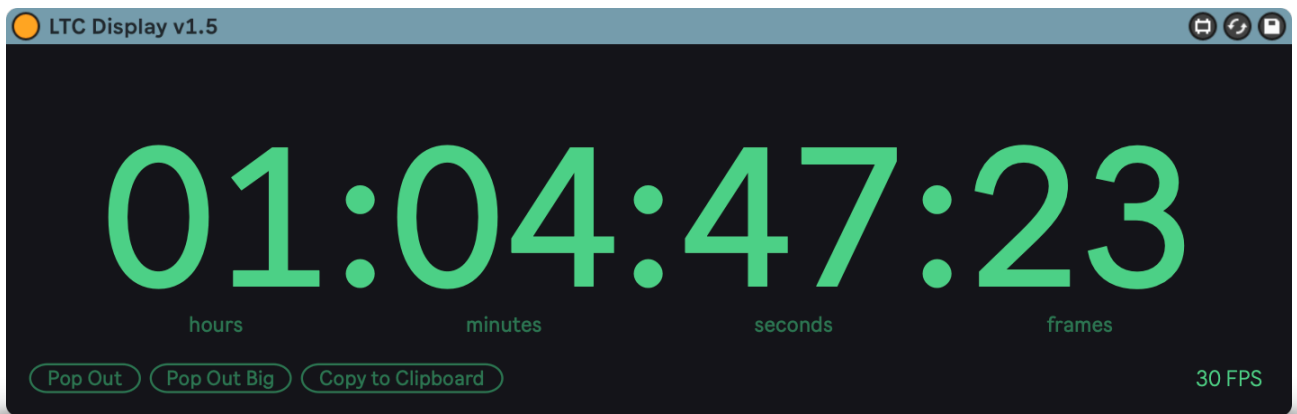 LTC Display v1.5
01:04:47:23
hours minutes seconds frames
Pop Out Pop Out Big Copy to Clipboard 30 FPS